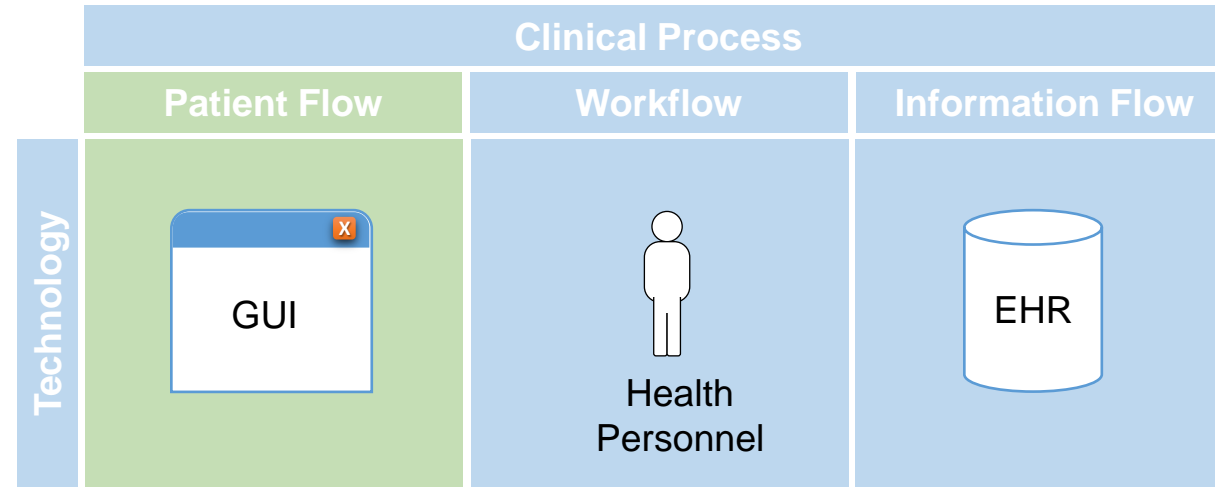 Clinical Process
Patient Flow
Workflow
Information Flow
Technology
X
GUI
Health
Personnel
EHR